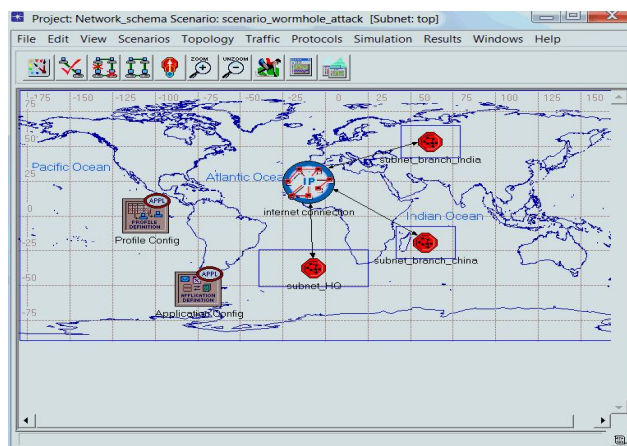 Project: Network_schema Scenario: scenario_wormhole_attack [Subnet: top]
File Edit View Scenarios Topology Traffic Protocols Simulation Results Windows Help
ZOOM UNZOOM
-175 -150 -125 -100 -75 -50 -25 0 25 50 75 100 125 150
75
50
subnet_branch_india
Pacific Ocean
Atlantic Ocea
25
IP
APPL
0
PROFILE
DEFINITION
internet connection
Indian Ocean
Profile Config
-25
subnet_branch_china
APPL
subnet_HQ
-50
APPLICATION
DEFINITION
Application Config
-75